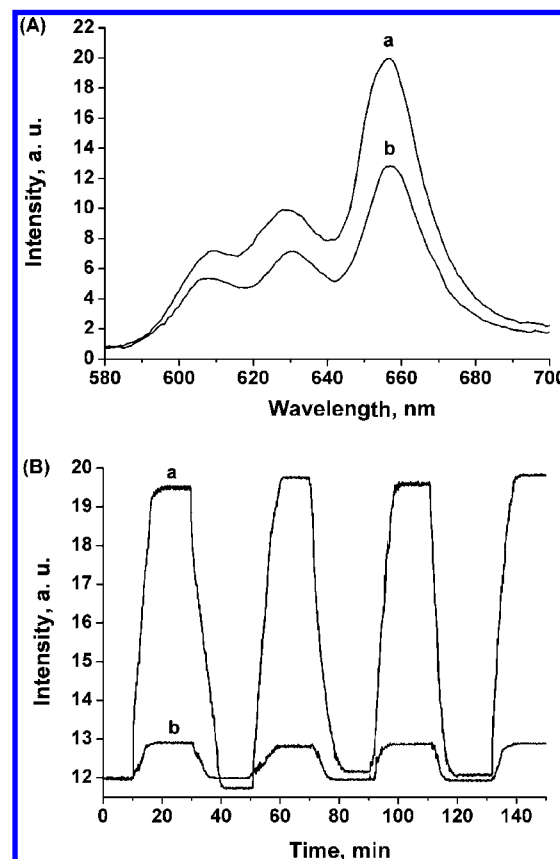 (A)
22
20
18
16
14
12
10
8
6
4
2
0
Intensity, a. u.
a
b
580 600 620 640 660 680 700
Wavelength, nm
(B)
20
19
18
17
16
15
14
13
12
Intensity, a. u.
a
b
0 20 40 60 80 100 120 140
Time, min